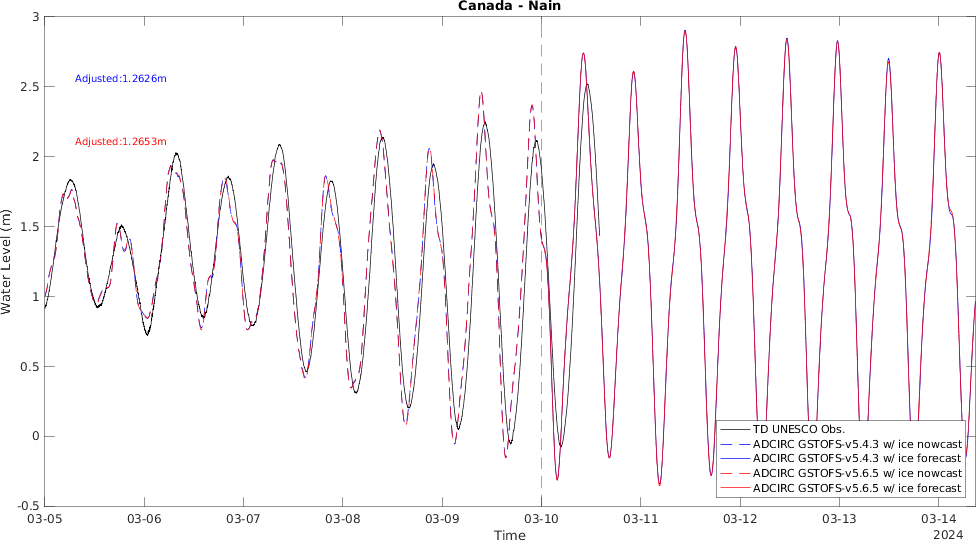 Canada - Nain
3
2.5
2
1.5
1
0.5
0
-0.5
Water Level (m)
Adjusted:1.2626m
Adjusted:1.2653m
TD UNESCO Obs.
ADCIRC GSTOFS-v5.4.3 w/ ice nowcast
ADCIRC GSTOFS-v5.4.3 w/ ice forecast
ADCIRC GSTOFS-v5.6.5 w/ ice nowcast
ADCIRC GSTOFS-v5.6.5 w/ ice forecast
03-05 03-06 03-07 03-08 03-09 03-10 03-11 03-12 03-13 03-14
Time
2024